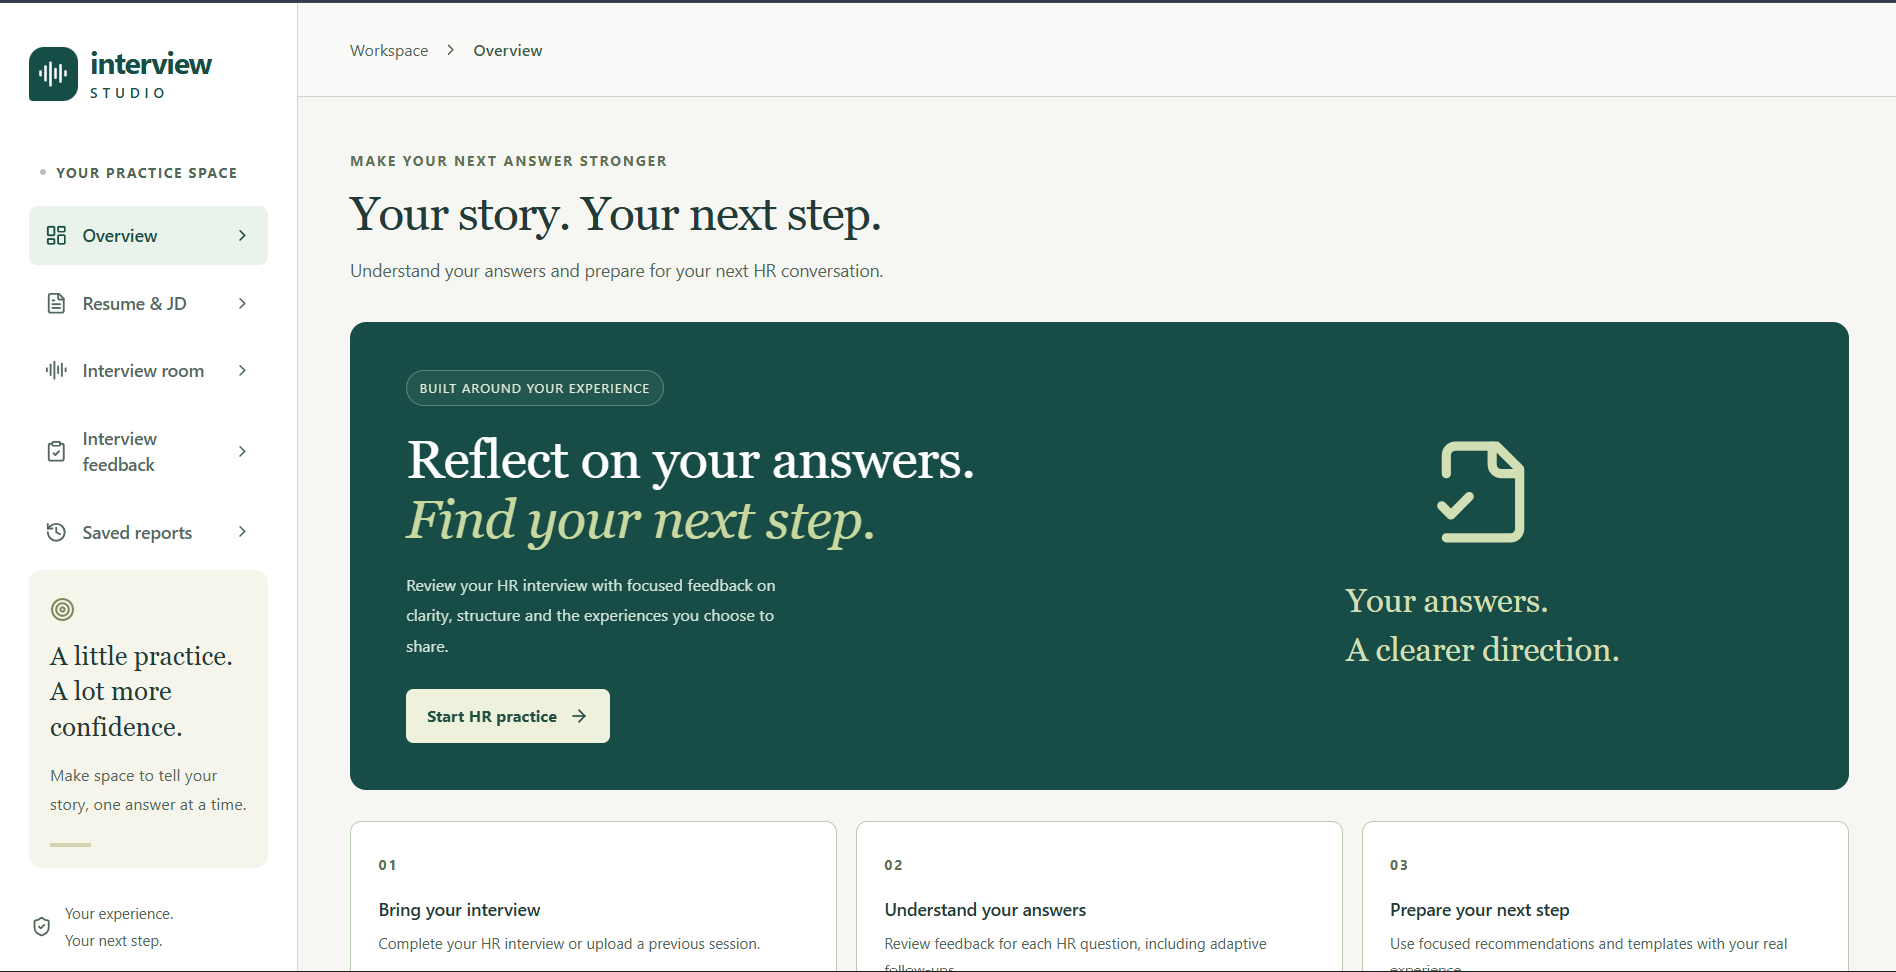 interview
STUDIO
YOUR PRACTICE SPACE
Overview
Resume & JD
Interview room
Interview
feedback
Saved reports
A little practice.
A lot more
confidence.
Make space to tell your
story, one answer at a time.
Your experience.
Your next step.
Workspace > Overview
MAKE YOUR NEXT ANSWER STRONGER
Your story. Your next step.
Understand your answers and prepare for your next HR conversation.
BUILT AROUND YOUR EXPERIENCE
Reflect on your answers.
Find your next step.
Review your HR interview with focused feedback on
clarity, structure and the experiences you choose to
share.
Start HR practice
Your answers.
A clearer direction.
01
Bring your interview
Complete your HR interview or upload a previous session.
02
Understand your answers
Review feedback for each HR question, including adaptive
follow-ups.
03
Prepare your next step
Use focused recommendations and templates with your real
experience.